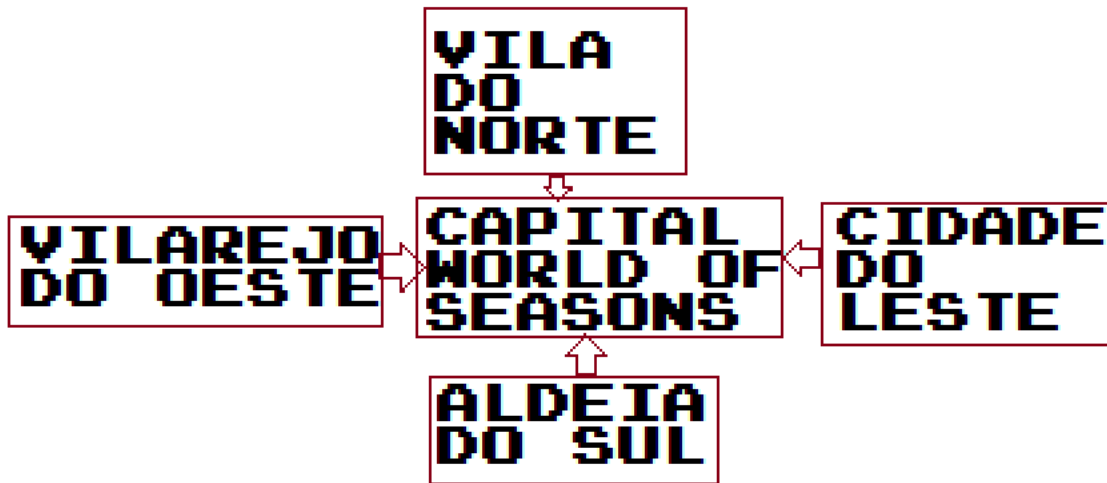 VILA
DO
NORTE
VILAREJO
DO OESTE
CAPITAL
WORLD OF
SEASONS
CIDADE
DO
LESTE
ALDEIA
DO SUL